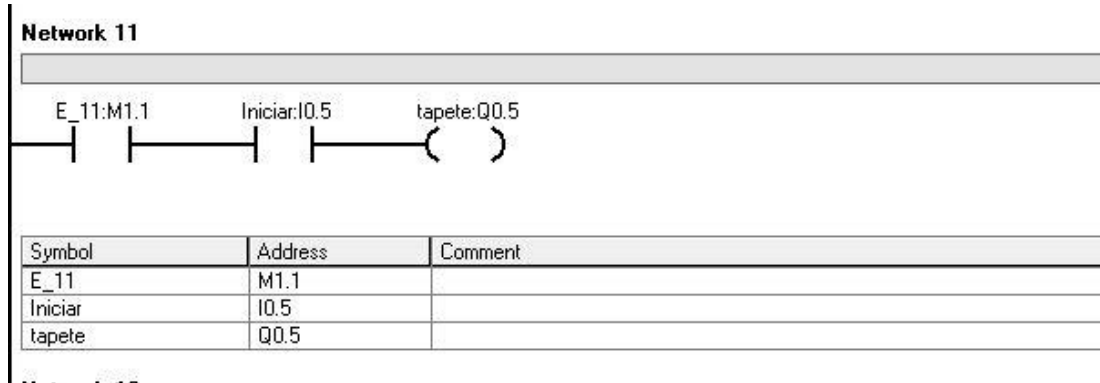 Network 11
E_11:M1.1 Iniciar:I0.5 tapete:Q0.5
Symbol Address Comment
E_11 M1.1
Iniciar I0.5
tapete Q0.5